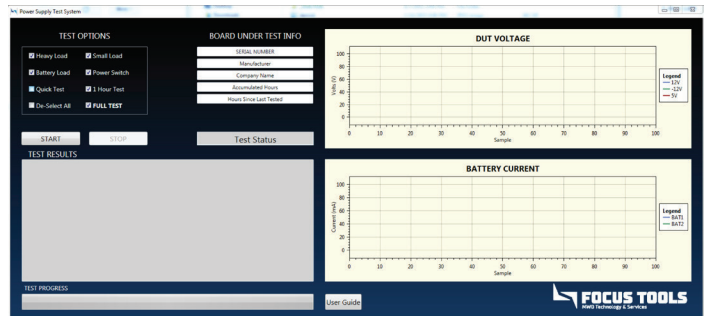 Power Supply Test System
TEST OPTIONS
Heavy Load
Small Load
Battery Load
Power Switch
Quick Test
1 Hour Test
De-Select All
FULL TEST
BOARD UNDER TEST INFO
SERIAL NUMBER
Manufacturer
Company Name
Accumulated Hours
Hours Since Last Tested
START
STOP
Test Status
TEST RESULTS
TEST PROGRESS
DUT VOLTAGE
Volts (V)
100
80
60
40
20
0
0 10 20 30 40 50 60 70 80 90 100
Sample
Legend
12V
-12V
5V
BATTERY CURRENT
Current (mA)
100
80
60
40
20
0
0 10 20 30 40 50 60 70 80 90 100
Sample
Legend
BAT1
BAT2
User Guide
FOCUS TOOLS
MWD Technology & Services